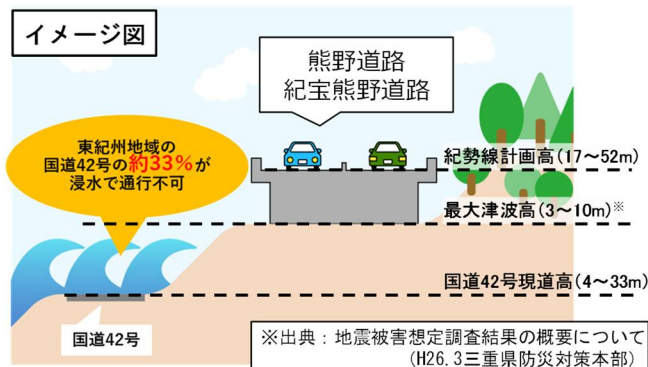 イメージ図
熊野道路
紀宝熊野道路
東紀州地域の
国道42号の約33%が
浸水で通行不可
紀勢線計画高(17～52m)
最大津波高(3～10m)※
国道42号現道高(4～33m)
国道42号
※出典：地震被害想定調査結果の概要について
(H26.3三重県防災対策本部)